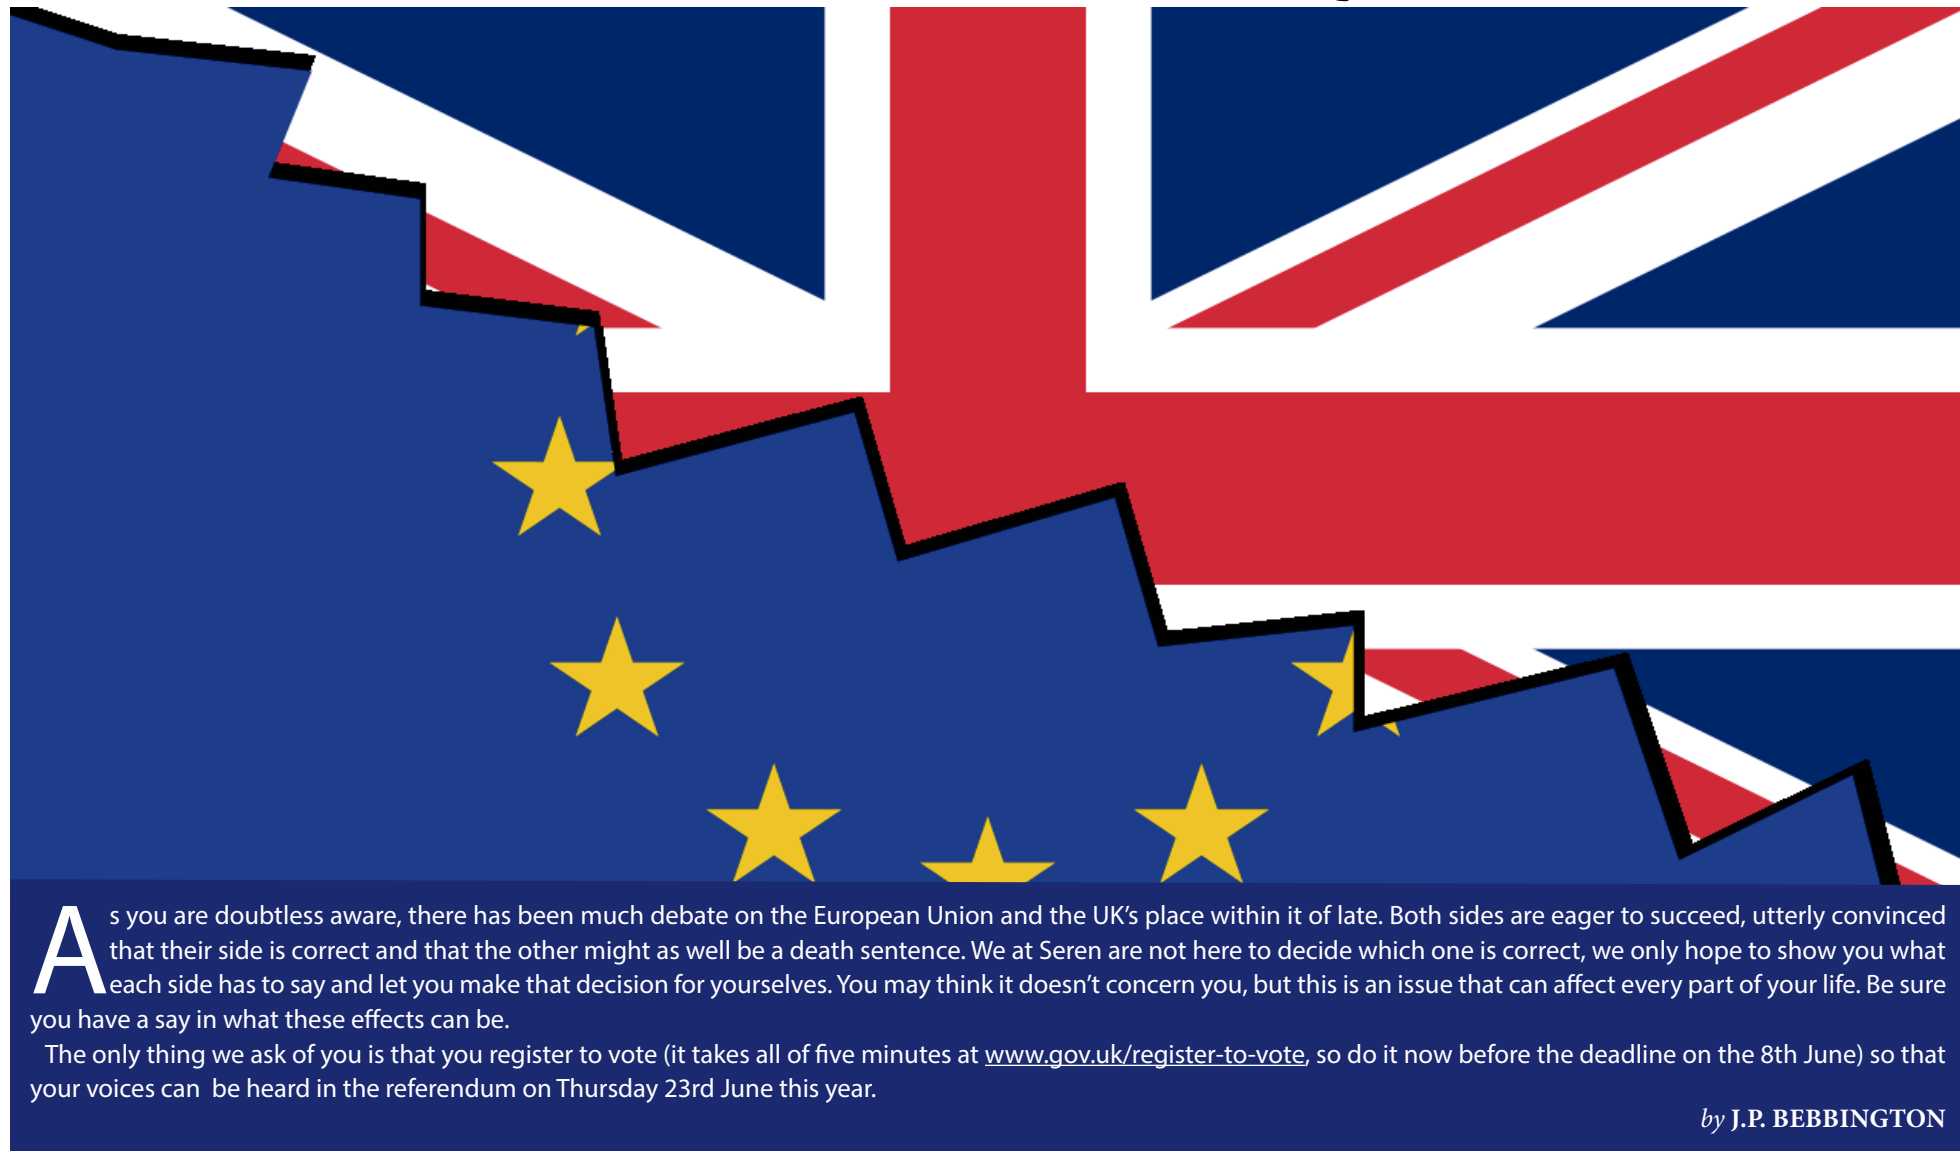 As you are doubtless aware, there has been much debate on the European Union and the UK’s place within it of late. Both sides are eager to succeed, utterly convinced
that their side is correct and that the other might as well be a death sentence. We at Seren are not here to decide which one is correct, we only hope to show you what
each side has to say and let you make that decision for yourselves. You may think it doesn’t concern you, but this is an issue that can affect every part of your life. Be sure
you have a say in what these effects can be.
The only thing we ask of you is that you register to vote (it takes all of five minutes at www.gov.uk/register-to-vote, so do it now before the deadline on the 8th June) so that
your voices can be heard in the referendum on Thursday 23rd June this year.
by J.P. BEBBINGTON